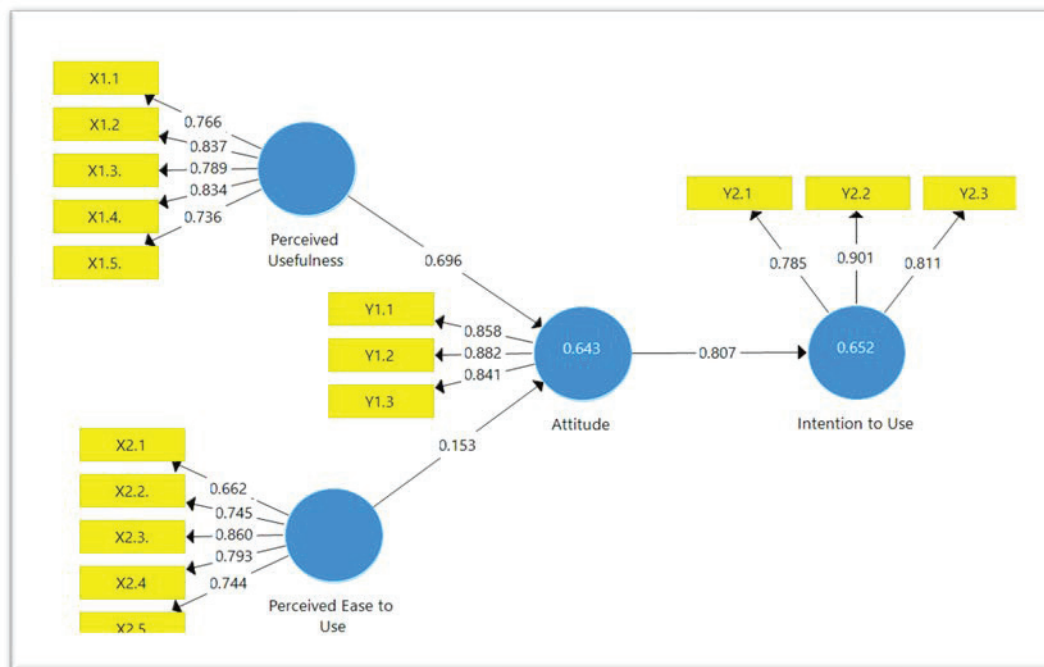 X1.1
X1.2
X1.3.
X1.4.
X1.5.
0.766
0.837
0.789
0.834
0.736
Perceived
Usefulness
0.696
Y2.1
Y2.2
Y2.3
0.785
0.901
0.811
0.652
Intention to Use
Y1.1
Y1.2
Y1.3
0.858
0.882
0.841
0.643
Attitude
0.807
0.153
X2.1
X2.2.
X2.3.
X2.4
X2.5
0.662
0.745
0.860
0.793
0.744
Perceived Ease to
Use